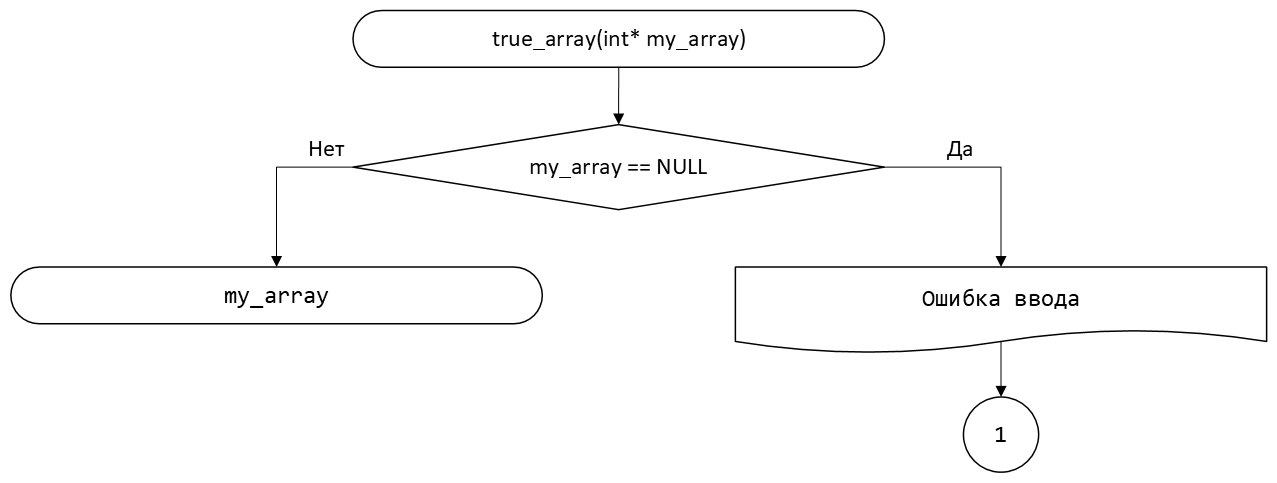 true_array(int* my_array)
Нет
my_array == NULL
Да
my_array
Ошибка ввода
1